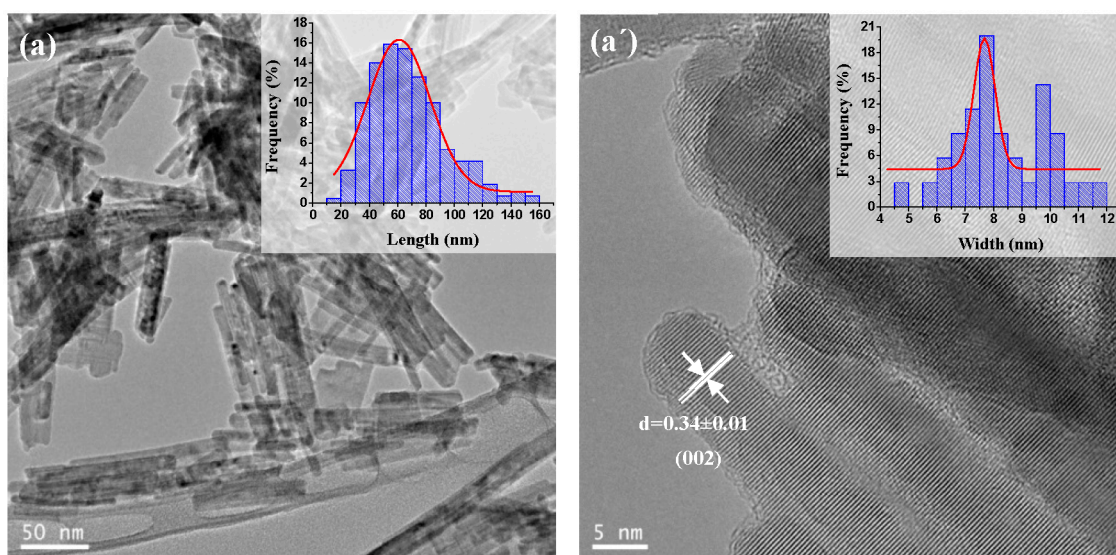 (a)
18
16
14
12
10
8
6
4
2
0
Frequency (%)
0 20 40 60 80 100 120 140 160
Length (nm)
50 nm
(a´)
21
18
15
12
9
6
3
0
Frequency (%)
4 5 6 7 8 9 10 11 12
Width (nm)
d=0.34±0.01
(002)
5 nm